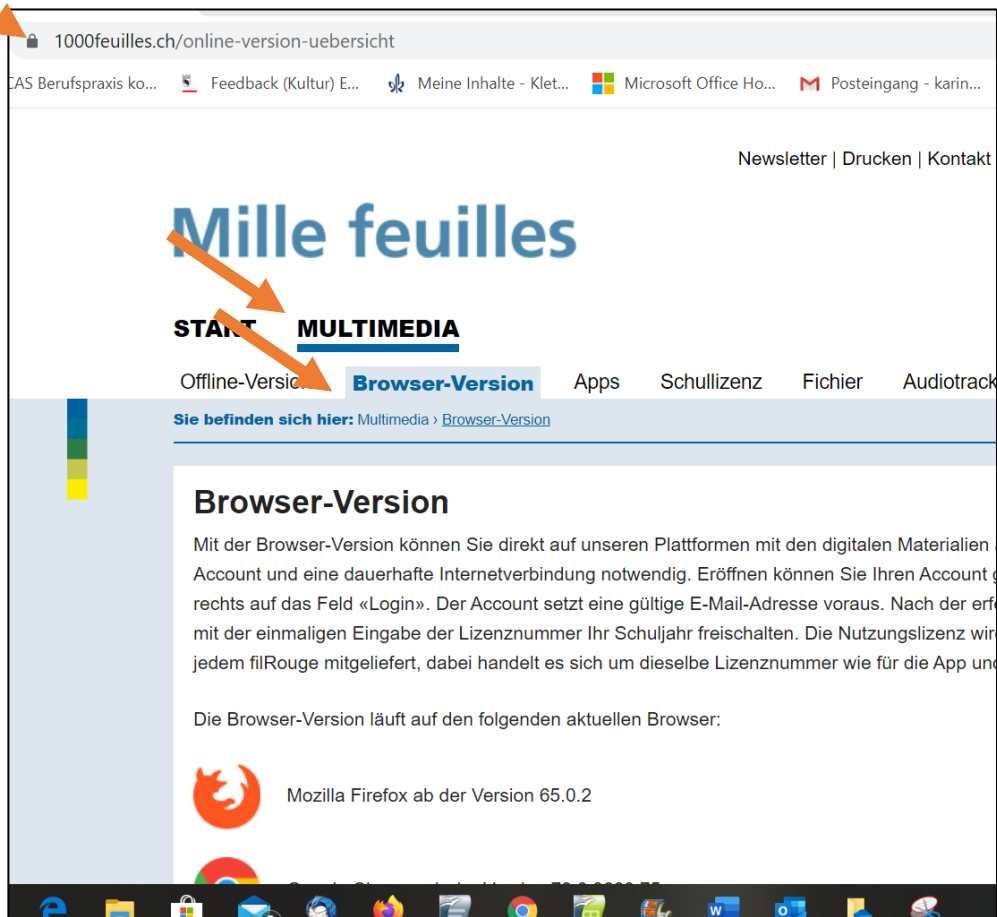 1000feuilles.ch/online-version-uebersicht
CAS Berufspraxis ko... Feedback (Kultur) E... Meine Inhalte - Klet... Microsoft Office Ho... Posteingang - karin...
Newsletter | Drucken | Kontakt
Mille feuilles
START MULTIMEDIA
Offline-Version Browser-Version Apps Schullizenz Fichier Audiotrack
Sie befinden sich hier: Multimedia › Browser-Version
Browser-Version
Mit der Browser-Version können Sie direkt auf unseren Plattformen mit den digitalen Materialien
Account und eine dauerhafte Internetverbindung notwendig. Eröffnen können Sie Ihren Account
rechts auf das Feld «Login». Der Account setzt eine gültige E-Mail-Adresse voraus. Nach der
mit der einmaligen Eingabe der Lizenznummer Ihr Schuljahr freischalten. Die Nutzungslizenz
jedem filRouge mitgeliefert, dabei handelt es sich um dieselbe Lizenznummer wie für die App
Die Browser-Version läuft auf den folgenden aktuellen Browser:
Mozilla Firefox ab der Version 65.0.2